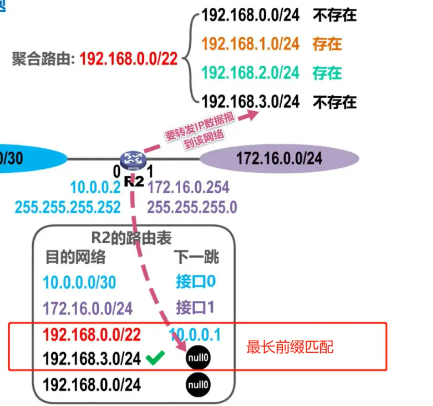 192.168.0.0/24 不存在
192.168.1.0/24 存在
聚合路由: 192.168.0.0/22
192.168.2.0/24 存在
192.168.3.0/24 不存在
要转发IP数据报
到该网络
0/30
172.16.0.0/24
0 1
R2
10.0.0.2 172.16.0.254
255.255.255.252 255.255.255.0
R2的路由表
目的网络 下一跳
10.0.0.0/30 接口0
172.16.0.0/24 接口1
192.168.0.0/22 10.0.0.1
192.168.3.0/24 null0
最长前缀匹配
192.168.0.0/24 null0